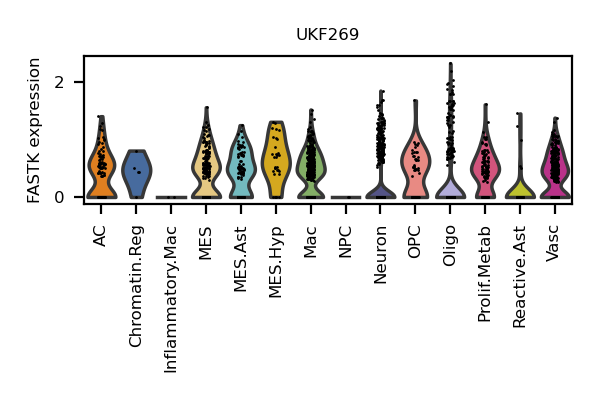 UKF269
FASTK expression
2
0
AC
Chromatin.Reg
Inflammatory.Mac
MES
MES.Ast
MES.Hyp
Mac
NPC
Neuron
OPC
Oligo
Prolif.Metab
Reactive.Ast
Vasc